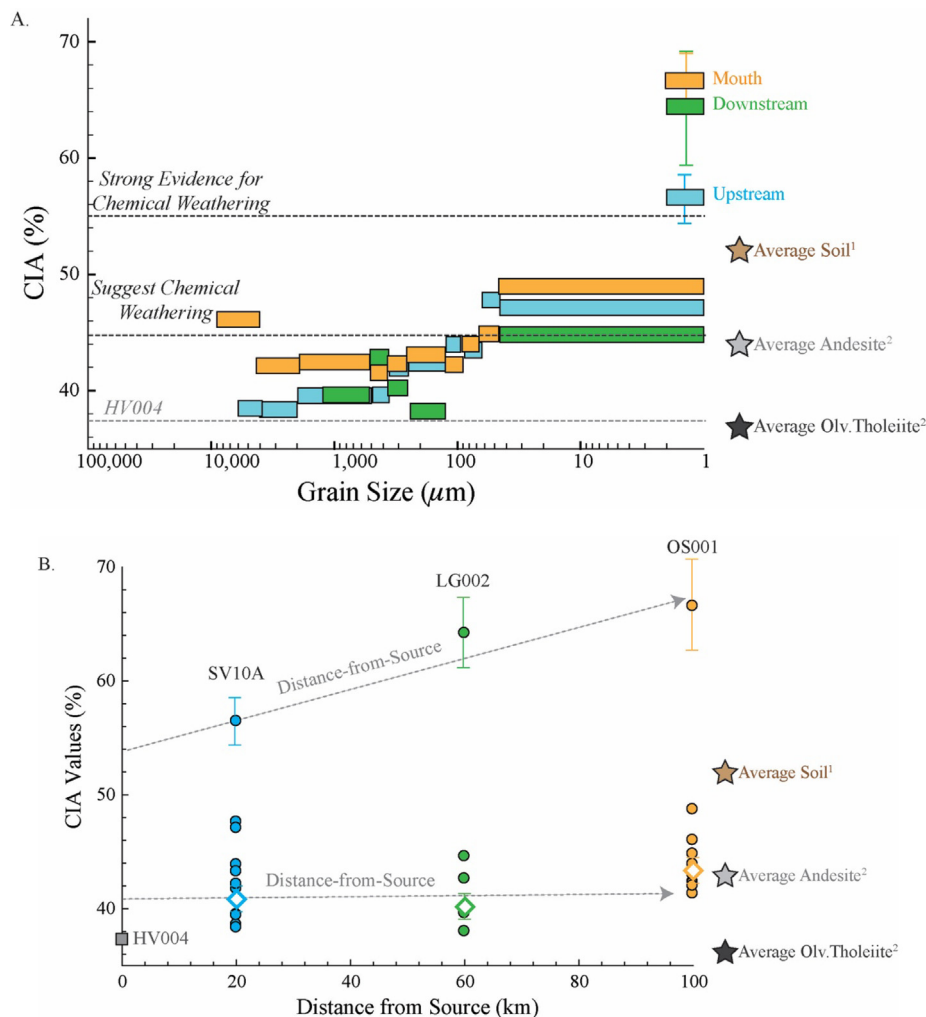 A.
70
60
50
40
CIA (%)
Mouth
Downstream
Upstream
Strong Evidence for
Chemical Weathering
Average Soil¹
Suggest Chemical
Weathering
Average Andesite²
HV004
Average Olv.Tholeiite²
100,000 10,000 1,000 100 10 1
Grain Size (µm)
B.
70
60
50
40
CIA Values (%)
OS001
LG002
SV10A
Distance-from-Source
Average Soil¹
Distance-from-Source
Average Andesite²
HV004
Average Olv.Tholeiite²
0 20 40 60 80 100
Distance from Source (km)